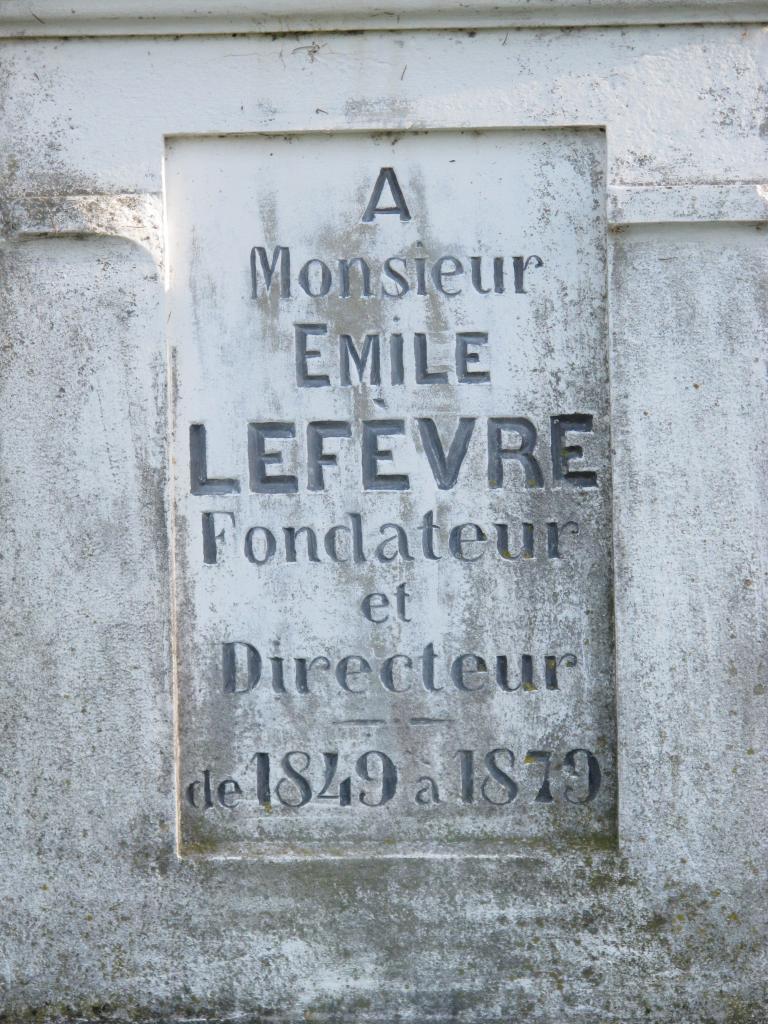 A
Monsieur
EMILE
LEFÈVRE
Fondateur
et
Directeur
de 1849 à 1879